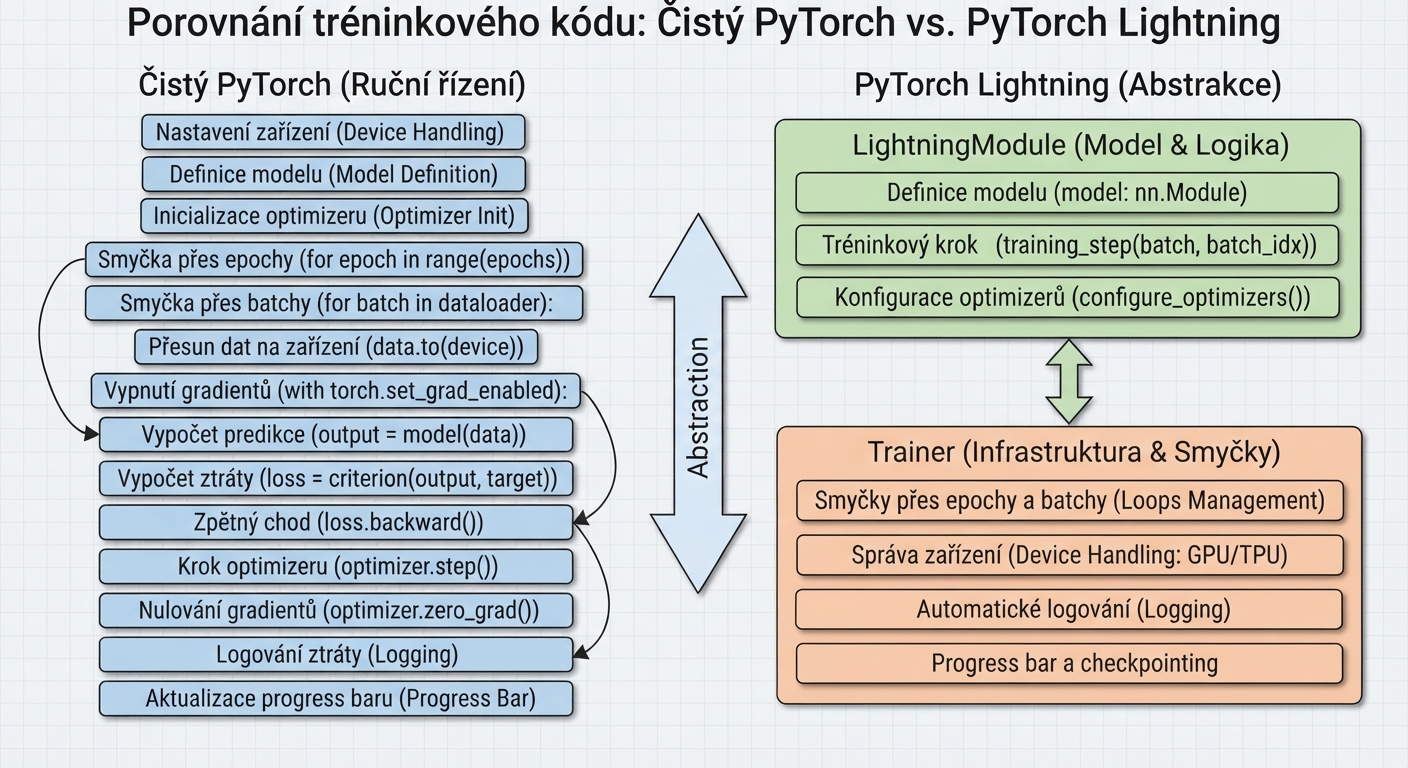 Porovnání tréninkového kódu: Čistý PyTorch vs. PyTorch Lightning
Čistý PyTorch (Ruční řízení)
Nastavení zařízení (Device Handling)
Definice modelu (Model Definition)
Inicializace optimizeru (Optimizer Init)
Smyčka přes epochy (for epoch in range(epochs))
Smyčka přes batchy (for batch in dataloader):
Přesun dat na zařízení (data.to(device))
Vypnutí gradientů (with torch.set_grad_enabled):
Vypočet predikce (output = model(data))
Vypočet ztráty (loss = criterion(output, target))
Zpětný chod (loss.backward())
Krok optimizeru (optimizer.step())
Nulování gradientů (optimizer.zero_grad())
Logování ztráty (Logging)
Aktualizace progress baru (Progress Bar)
Abstraction
PyTorch Lightning (Abstrakce)
LightningModule (Model & Logika)
Definice modelu (model: nn.Module)
Tréninkový krok (training_step(batch, batch_idx))
Konfigurace optimizerů (configure_optimizers())
Trainer (Infrastruktura & Smyčky)
Smyčky přes epochy a batchy (Loops Management)
Správa zařízení (Device Handling: GPU/TPU)
Automatické logování (Logging)
Progress bar a checkpointing